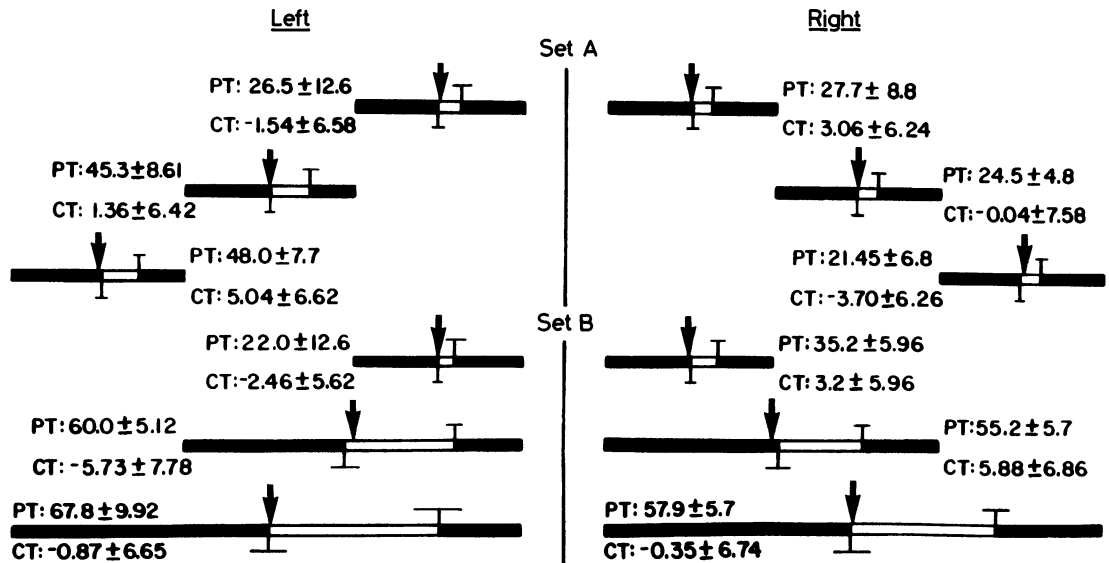 Left
Right
Set A
PT: 26.5±12.6
CT:-1.54±6.58
PT: 27.7± 8.8
CT: 3.06±6.24
PT:45.3±8.61
CT: 1.36±6.42
PT: 24.5±4.8
CT:-0.04±7.58
PT:48.0±7.7
CT: 5.04±6.62
PT:21.45±6.8
CT:-3.70±6.26
Set B
PT:22.0±12.6
CT:-2.46±5.62
PT:35.2±5.96
CT:3.2±5.96
PT:60.0±5.12
CT:-5.73±7.78
PT:55.2±5.7
CT:5.88±6.86
PT:67.8±9.92
CT:-0.87±6.65
PT:57.9±5.7
CT:-0.35±6.74